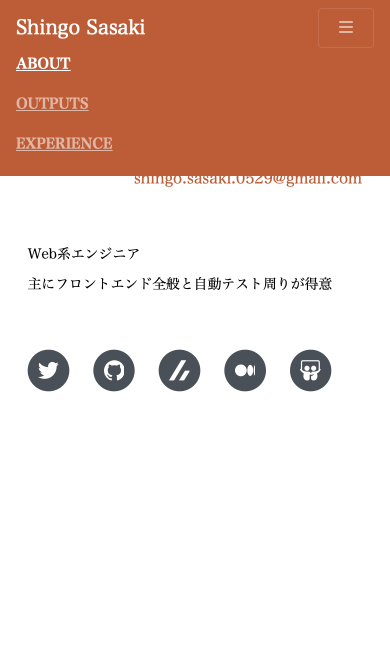 Shingo Sasaki
ABOUT
OUTPUTS
EXPERIENCE
shingo.sasaki.0529@gmail.com
Web系エンジニア
主にフロントエンド全般と自動テスト周りが得意